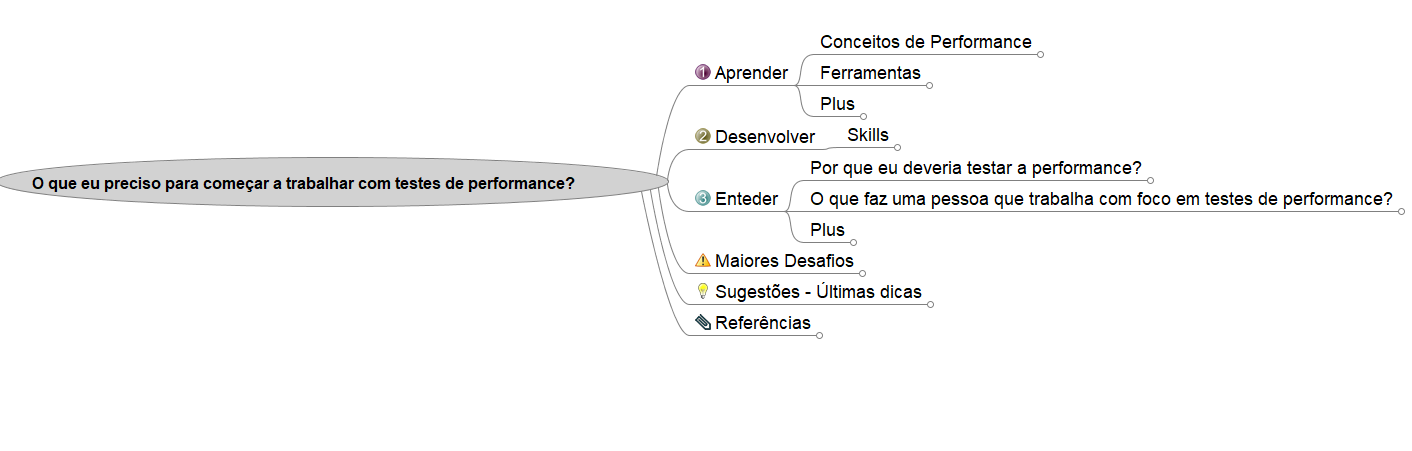 O que eu preciso para começar a trabalhar com testes de performance?
1 Aprender
Conceitos de Performance
Ferramentas
Plus
2 Desenvolver
Skills
3 Enteder
Por que eu deveria testar a performance?
O que faz uma pessoa que trabalha com foco em testes de performance?
Plus
Maiores Desafios
Sugestões - Últimas dicas
Referências